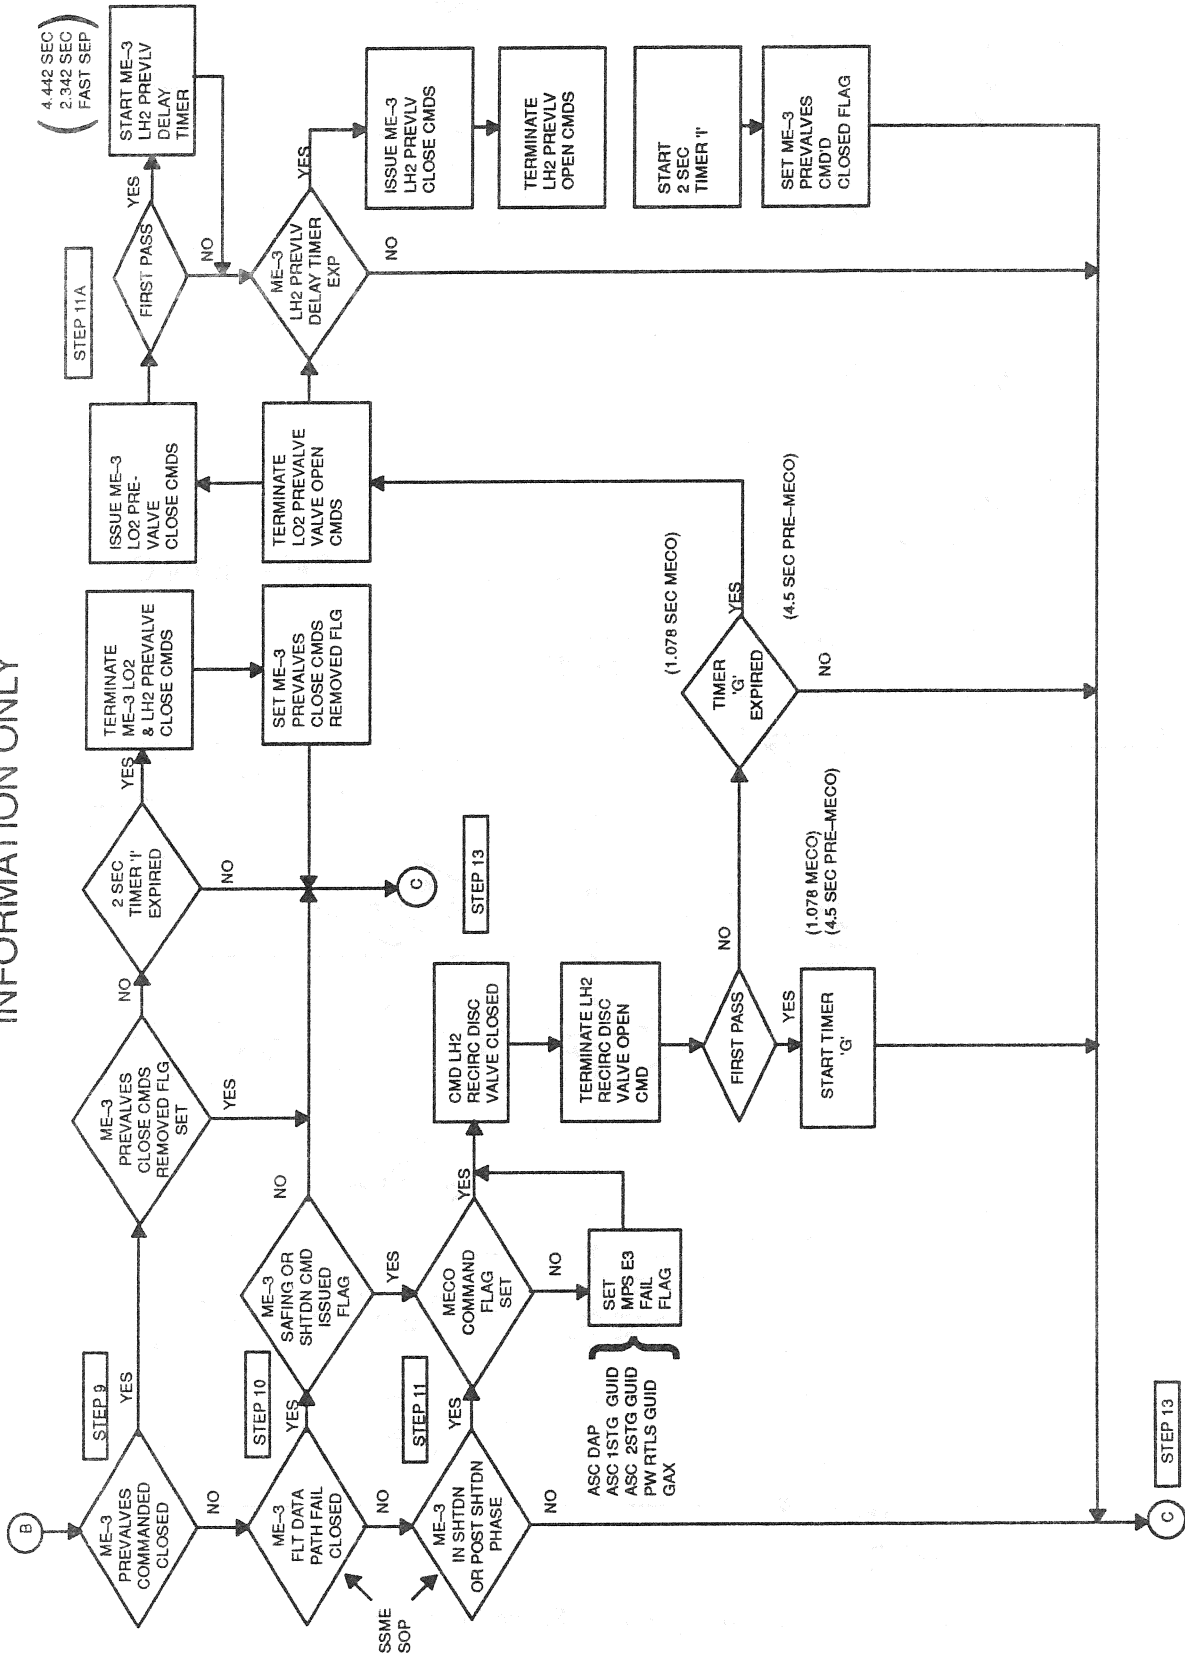 INFORMATION ONLY
B
STEP 9
ME–3
PREVALVES
COMMANDED
CLOSED
YES
NO
ME–3
PREVALVES
CLOSE CMDS
REMOVED FLG
SET
NO
YES
2 SEC
TIMER 'I'
EXPIRED
YES
NO
TERMINATE
ME–3 LO2
& LH2 PREVALVE
CLOSE CMDS
SET ME–3
PREVALVES
CLOSE CMDS
REMOVED FLG
C
STEP 13
STEP 10
ME–3
FLT DATA
PATH FAIL
CLOSED
YES
NO
SSME
SOP
ME–3
SAFING OR
SHTDN CMD
ISSUED
FLAG
NO
YES
STEP 11
ME–3
IN SHTDN
OR POST SHTDN
PHASE
YES
NO
MECO
COMMAND
FLAG
SET
YES
NO
SET
MPS E3
FAIL
FLAG
ASC DAP
ASC 1STG GUID
ASC 2STG GUID
PW RTLS GUID
GAX
CMD LH2
RECIRC DISC
VALVE CLOSED
TERMINATE LH2
RECIRC DISC
VALVE OPEN
CMD
FIRST PASS
NO
YES
START TIMER
'G'
(1.078 MECO)
(4.5 SEC PRE–MECO)
TIMER
'G'
EXPIRED
YES
NO
(1.078 SEC MECO)
(4.5 SEC PRE–MECO)
TERMINATE
LO2 PREVALVE
VALVE OPEN
CMDS
ISSUE ME–3
LO2 PRE-
VALVE
CLOSE CMDS
STEP 11A
FIRST PASS
YES
NO
START ME–3
LH2 PREVLV
DELAY
TIMER
(4.442 SEC
2.342 SEC
FAST SEP)
ME–3
LH2 PREVLV
DELAY TIMER
EXP
YES
NO
ISSUE ME–3
LH2 PREVLV
CLOSE CMDS
TERMINATE
LH2 PREVLV
OPEN CMDS
START
2 SEC
TIMER 'I'
SET ME–3
PREVALVES
CMD'D
CLOSED FLAG
C
STEP 13